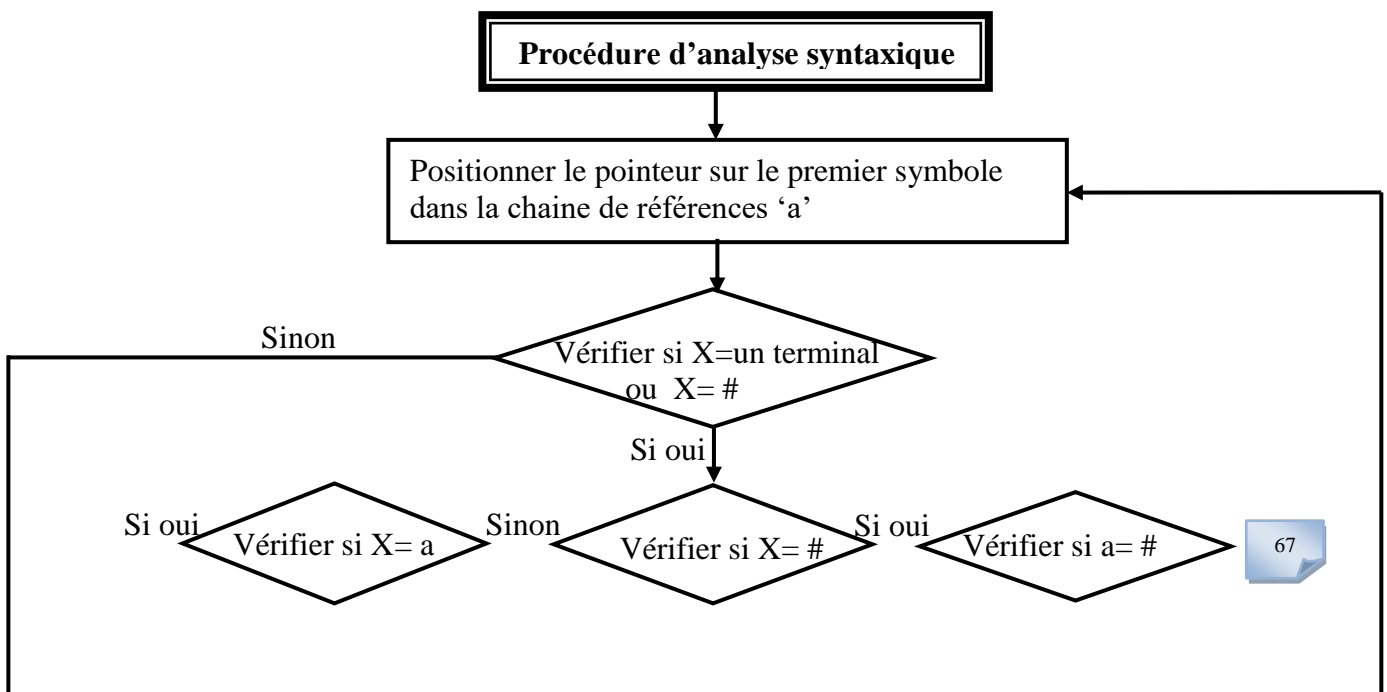 Procédure d’analyse syntaxique
Positionner le pointeur sur le premier symbole
dans la chaine de références ‘a’
Sinon
Vérifier si X=un terminal
ou X= #
Si oui
Si oui
Vérifier si X= a
Sinon
Vérifier si X= #
Si oui
Vérifier si a= #
67